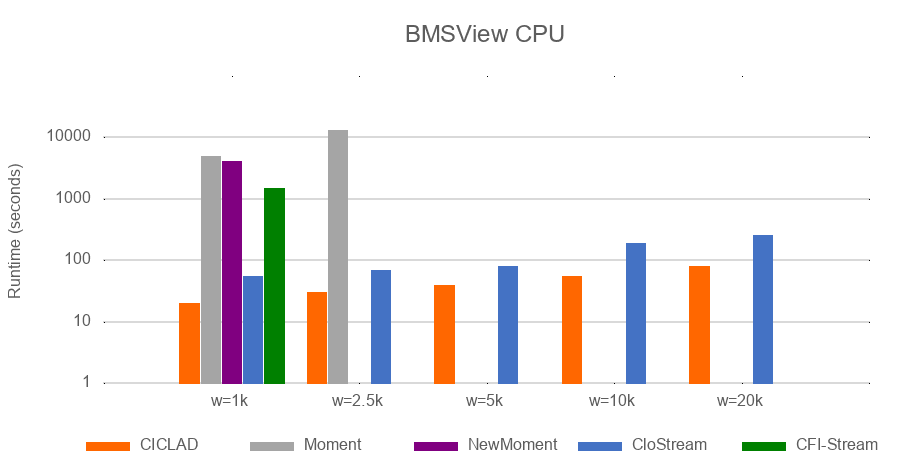 BMSView CPU
Runtime (seconds)
10000
1000
100
10
1
w=1k w=2.5k w=5k w=10k w=20k
CICLAD Moment NewMoment CloStream CFI-Stream